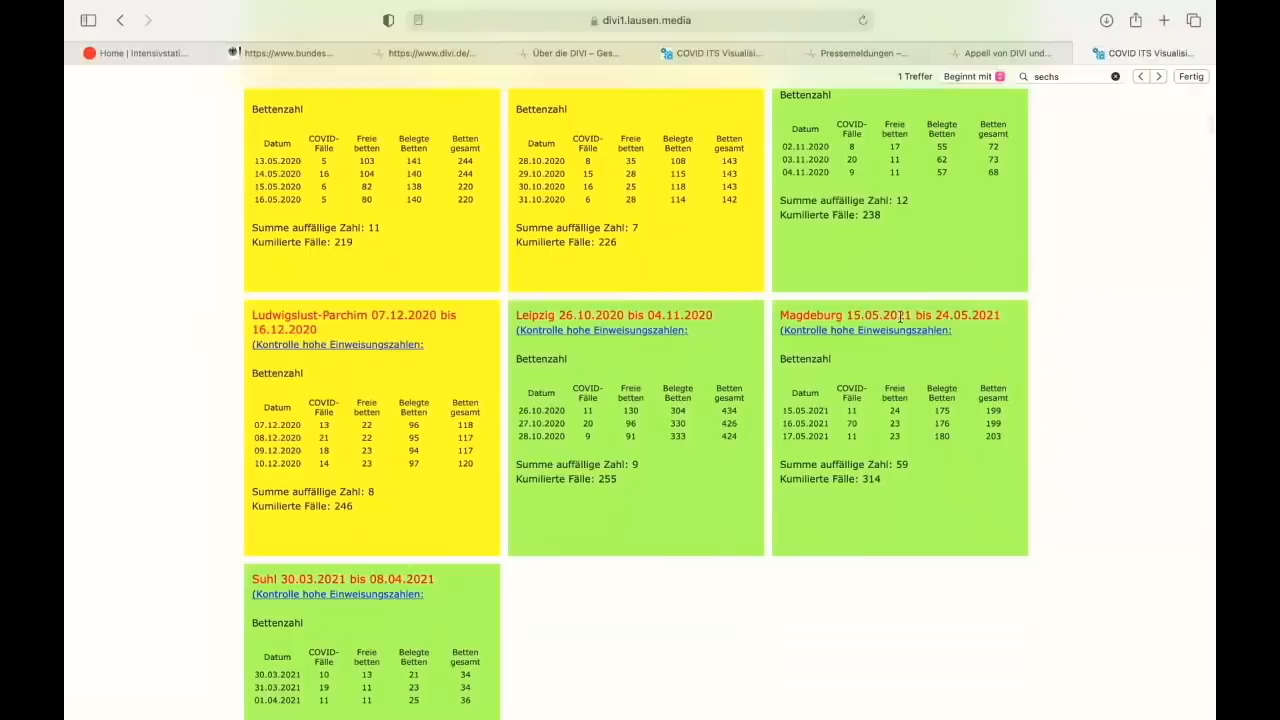 divi1.lausen.media
Home | Intensivstati...
https://www.bundes...
https://www.divi.de/...
Über die DIVI – Ges...
COVID ITS Visualisi...
Pressemeldungen –...
Appell von DIVI und...
COVID ITS Visualisi...
1 Treffer Beginnt mit sechs Fertig
Bettenzahl
Datum COVID-Fälle Freie betten Belegte Betten Betten gesamt
13.05.2020 5 103 141 244
14.05.2020 16 104 140 244
15.05.2020 6 82 138 220
16.05.2020 5 80 140 220
Summe auffällige Zahl: 11
Kumilierte Fälle: 219
Bettenzahl
Datum COVID-Fälle Freie betten Belegte Betten Betten gesamt
28.10.2020 8 35 108 143
29.10.2020 15 28 115 143
30.10.2020 16 25 118 143
31.10.2020 6 28 114 142
Summe auffällige Zahl: 7
Kumilierte Fälle: 226
Bettenzahl
Datum COVID-Fälle Freie betten Belegte Betten Betten gesamt
02.11.2020 8 17 55 72
03.11.2020 20 11 62 73
04.11.2020 9 11 57 68
Summe auffällige Zahl: 12
Kumilierte Fälle: 238
Ludwigslust-Parchim 07.12.2020 bis
16.12.2020
(Kontrolle hohe Einweisungszahlen:
Bettenzahl
Datum COVID-Fälle Freie betten Belegte Betten Betten gesamt
07.12.2020 13 22 96 118
08.12.2020 21 22 95 117
09.12.2020 18 23 94 117
10.12.2020 14 23 97 120
Summe auffällige Zahl: 8
Kumilierte Fälle: 246
Leipzig 26.10.2020 bis 04.11.2020
(Kontrolle hohe Einweisungszahlen:
Bettenzahl
Datum COVID-Fälle Freie betten Belegte Betten Betten gesamt
26.10.2020 11 130 304 434
27.10.2020 20 96 330 426
28.10.2020 9 91 333 424
Summe auffällige Zahl: 9
Kumilierte Fälle: 255
Magdeburg 15.05.2021 bis 24.05.2021
(Kontrolle hohe Einweisungszahlen:
Bettenzahl
Datum COVID-Fälle Freie betten Belegte Betten Betten gesamt
15.05.2021 11 24 175 199
16.05.2021 70 23 176 199
17.05.2021 11 23 180 203
Summe auffällige Zahl: 59
Kumilierte Fälle: 314
Suhl 30.03.2021 bis 08.04.2021
(Kontrolle hohe Einweisungszahlen:
Bettenzahl
Datum COVID-Fälle Freie betten Belegte Betten Betten gesamt
30.03.2021 10 13 21 34
31.03.2021 19 11 23 34
01.04.2021 11 11 25 36